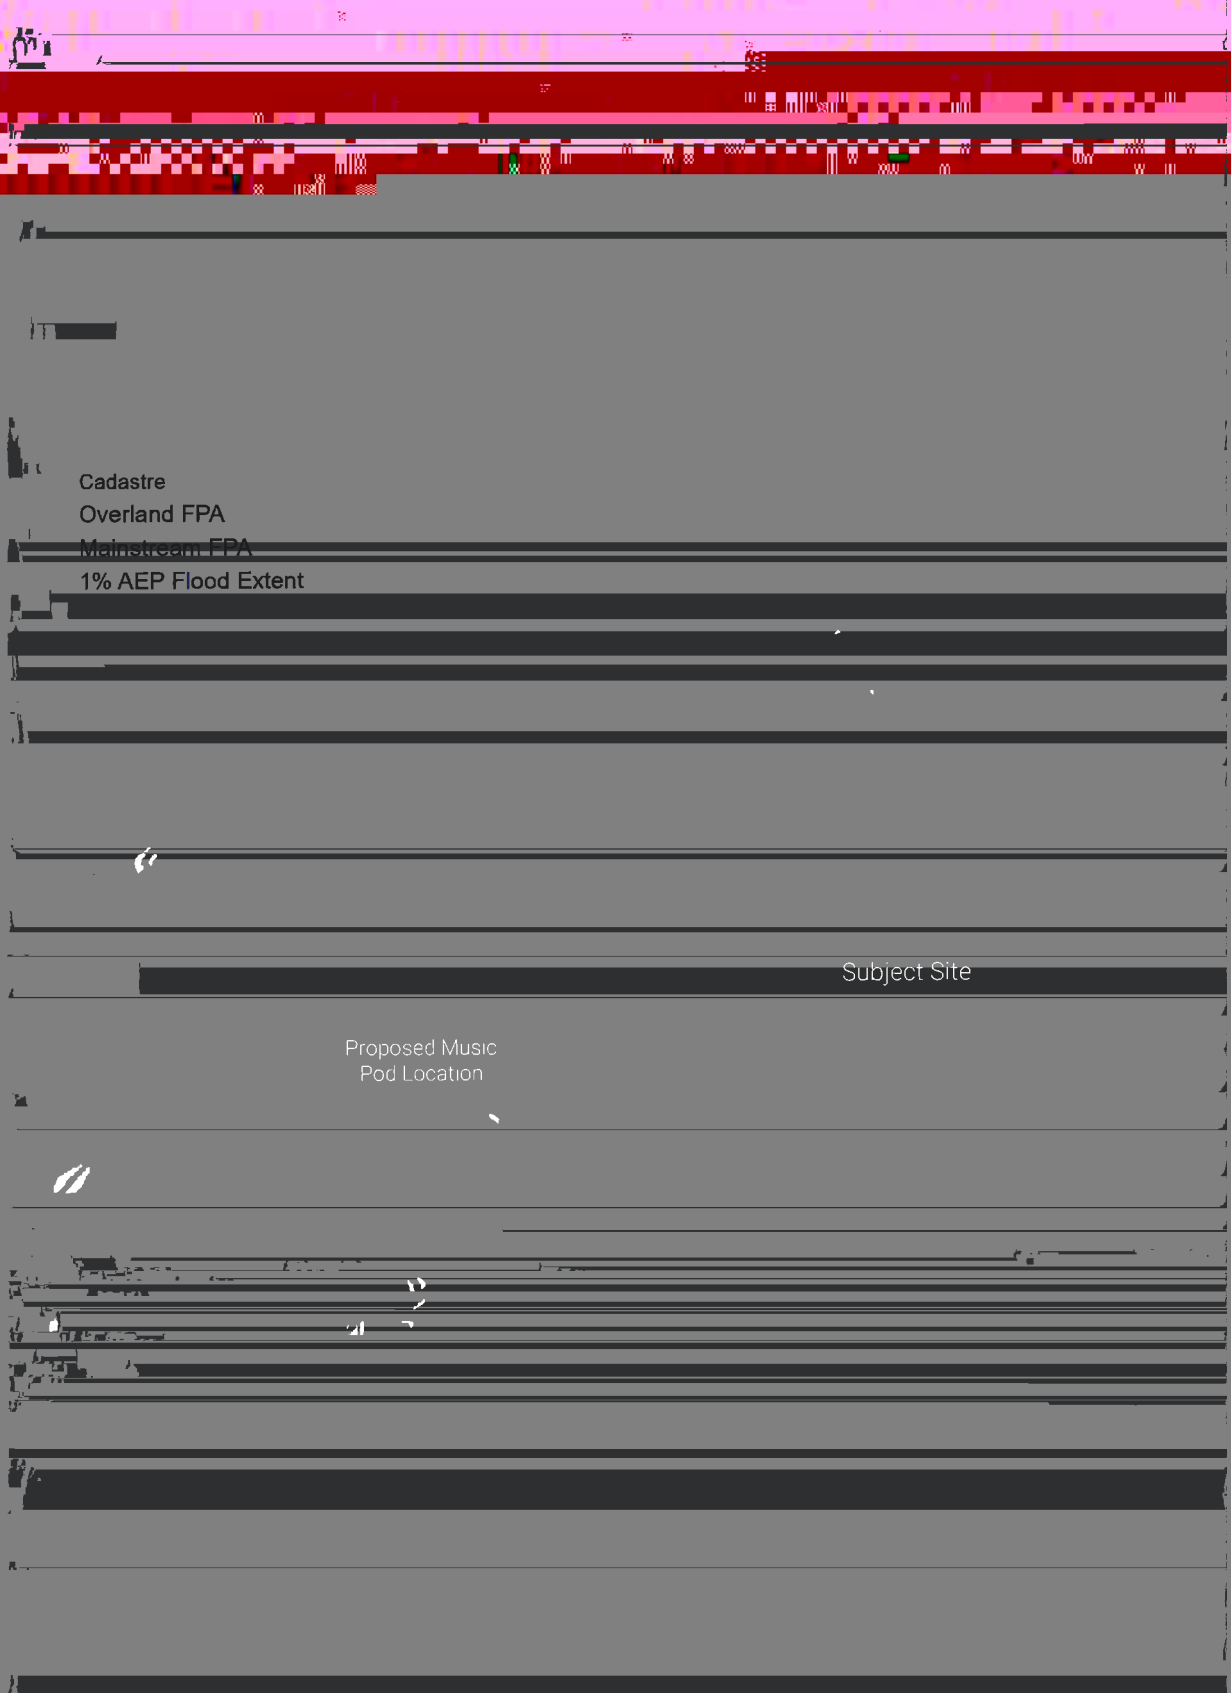 Cadastre
Overland FPA
Mainstream FPA
1% AEP Flood Extent
Subject Site
Proposed Music
Pod Location